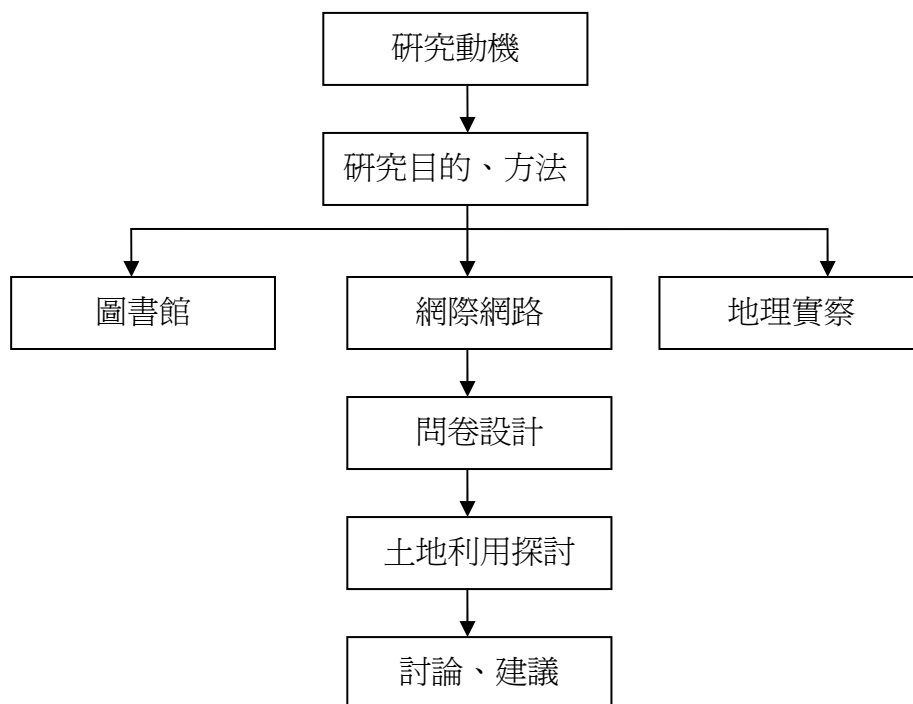 研究動機
研究目的、方法
圖書館
網際網路
地理實察
問卷設計
土地利用探討
討論、建議